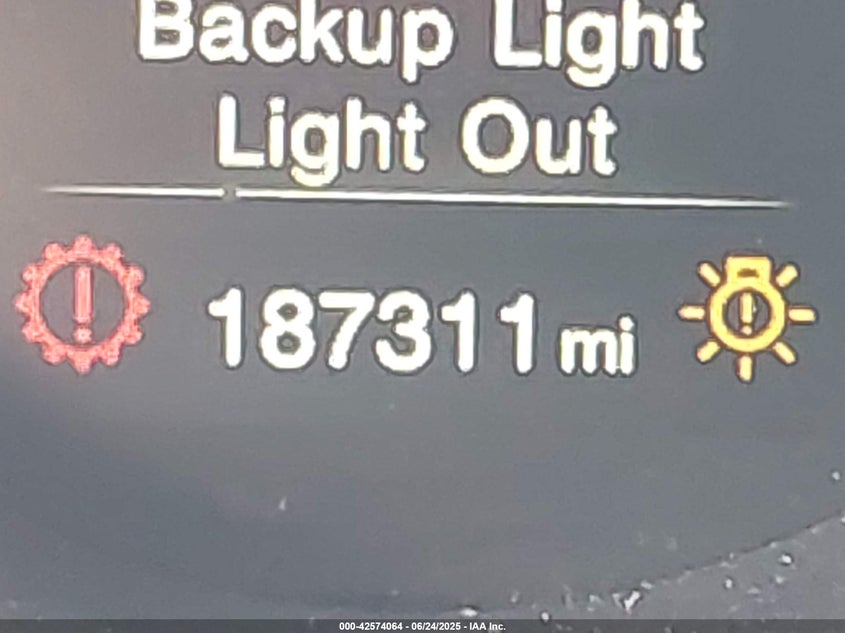 Backup Light
Light Out
187311 mi
000-42574064 - 06/24/2025 - IAA Inc.